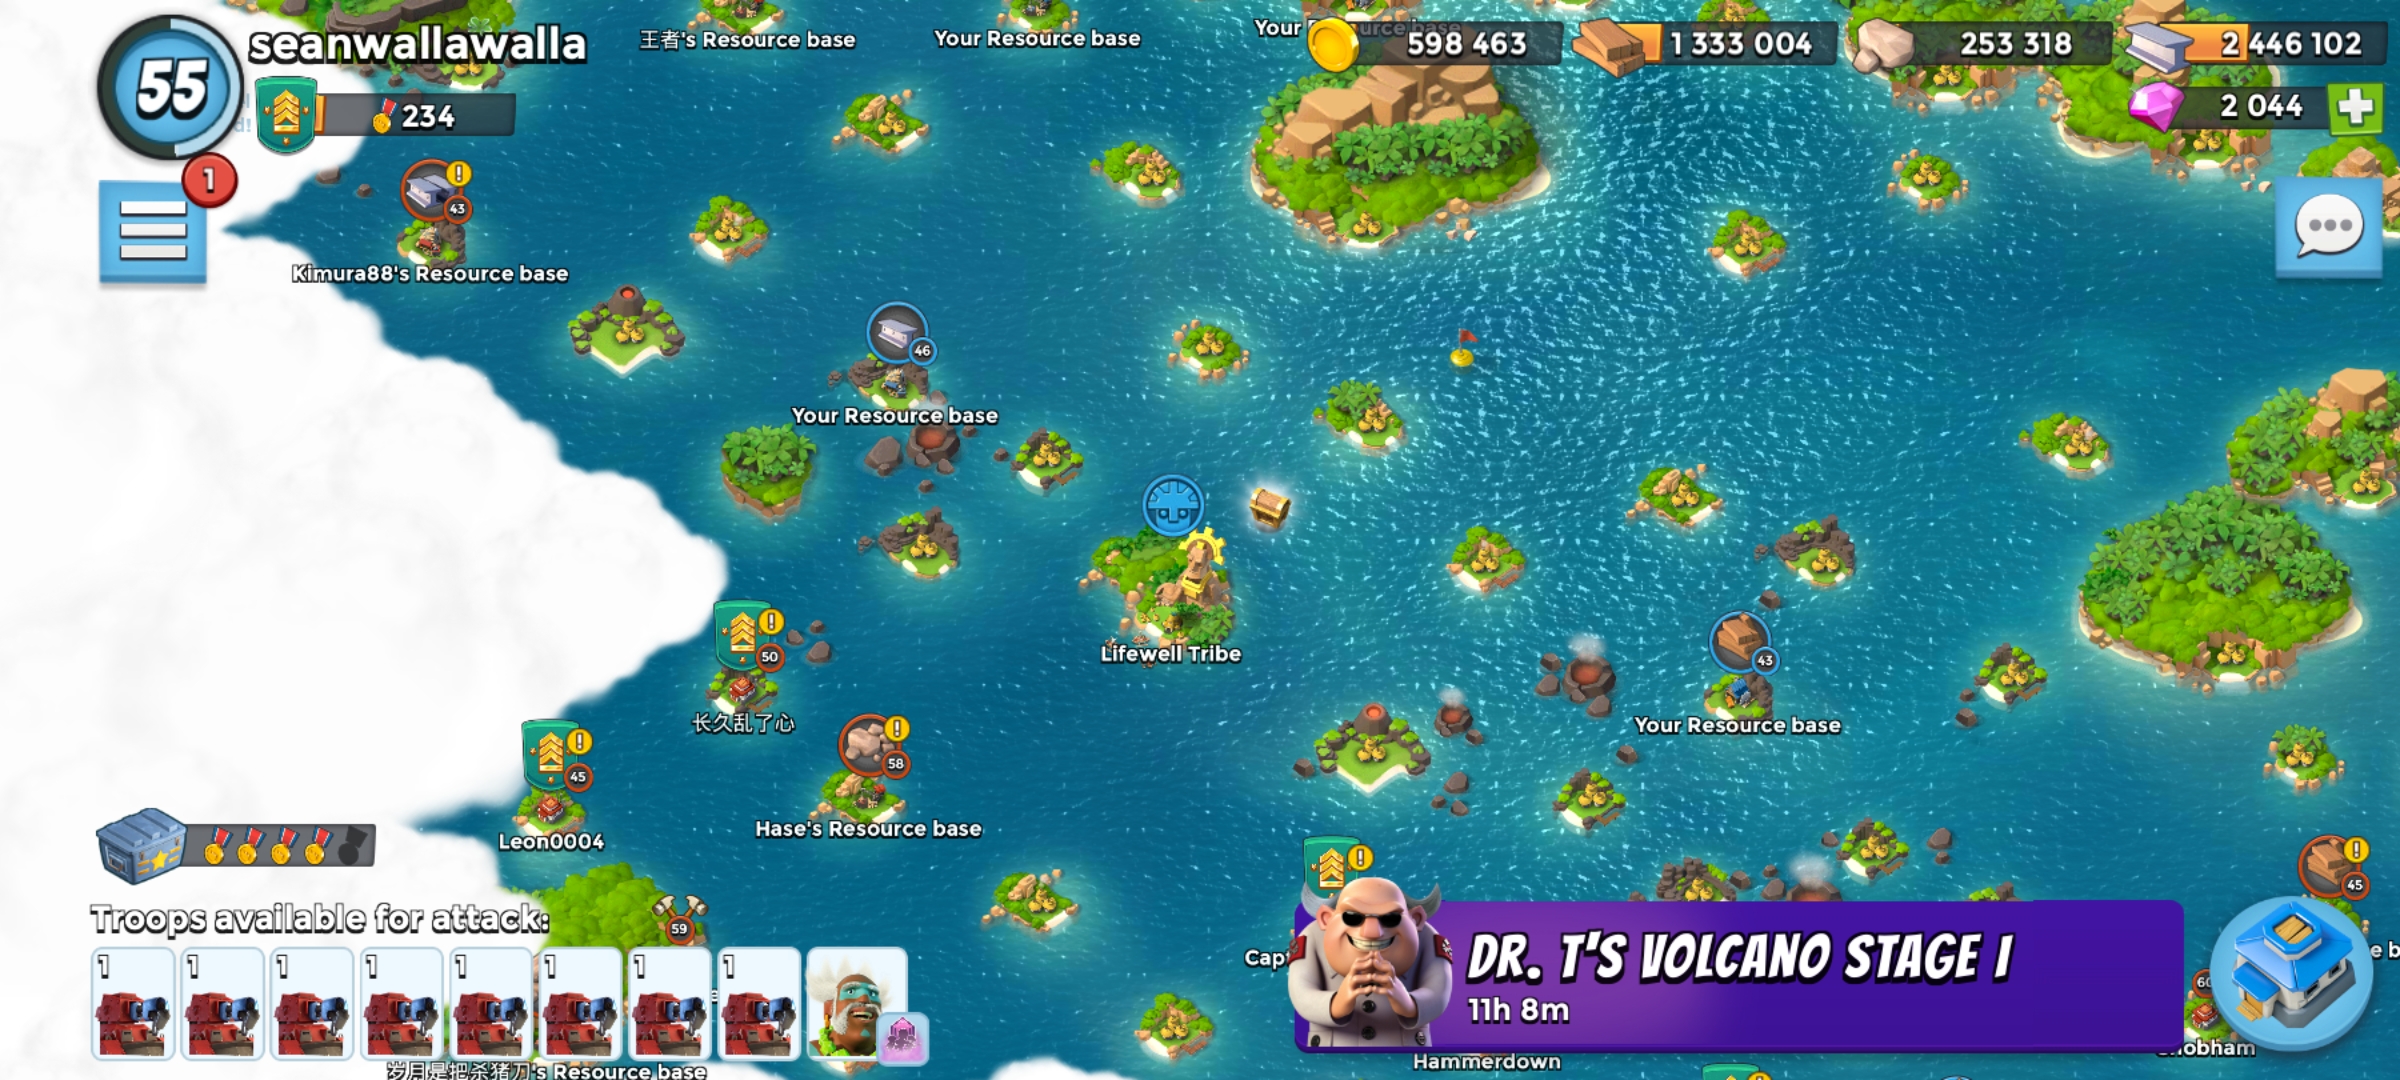 seanwallawalla
55
234
王者's Resource base
Your Resource base
Your
598 463
1 333 004
253 318
2 446 102
2 044
1
43
Kimura88's Resource base
46
Your Resource base
Lifewell Tribe
50
长久乱了心
43
Your Resource base
45
Leon0004
58
Hase's Resource base
45
Troops available for attack:
59
1
1
1
1
1
1
1
1
DR. T'S VOLCANO STAGE I
11h 8m
岁月是把杀猪刀's Resource base
Hammerdown